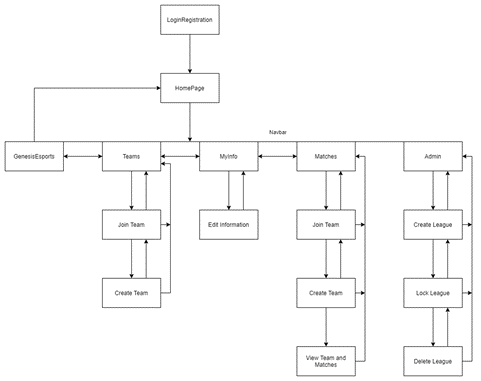 LoginRegistration
HomePage
Navbar
GenesisEsports
Teams
MyInfo
Matches
Admin
Join Team
Edit Information
Join Team
Create League
Create Team
Create Team
Lock League
View Team and
Matches
Delete League